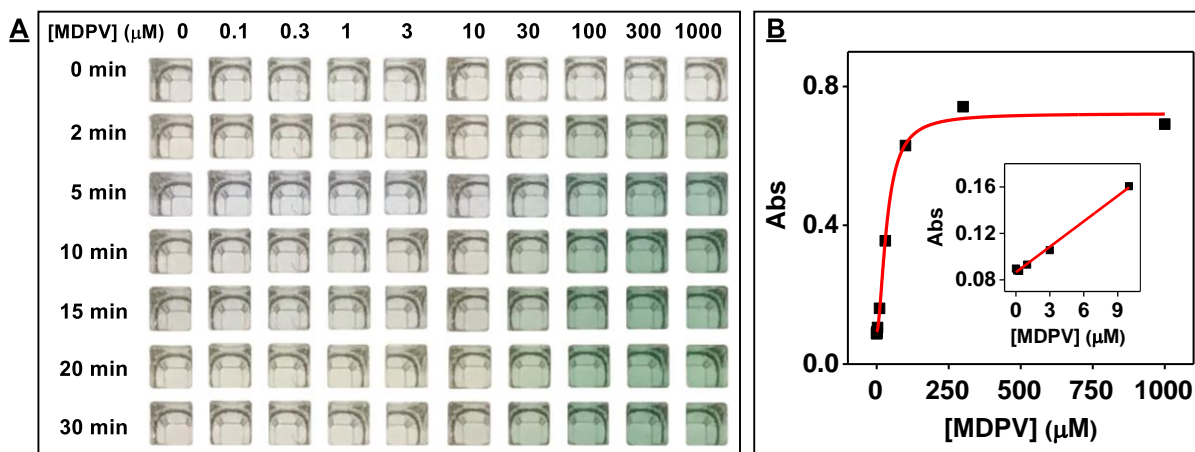 A
[MDPV] (μM) 0 0.1 0.3 1 3 10 30 100 300 1000
0 min
2 min
5 min
10 min
15 min
20 min
30 min
B
0.8
0.4
0.0
Abs
0 250 500 750 1000
[MDPV] (μM)
0.16
0.12
0.08
Abs
0 3 6 9
[MDPV] (μM)